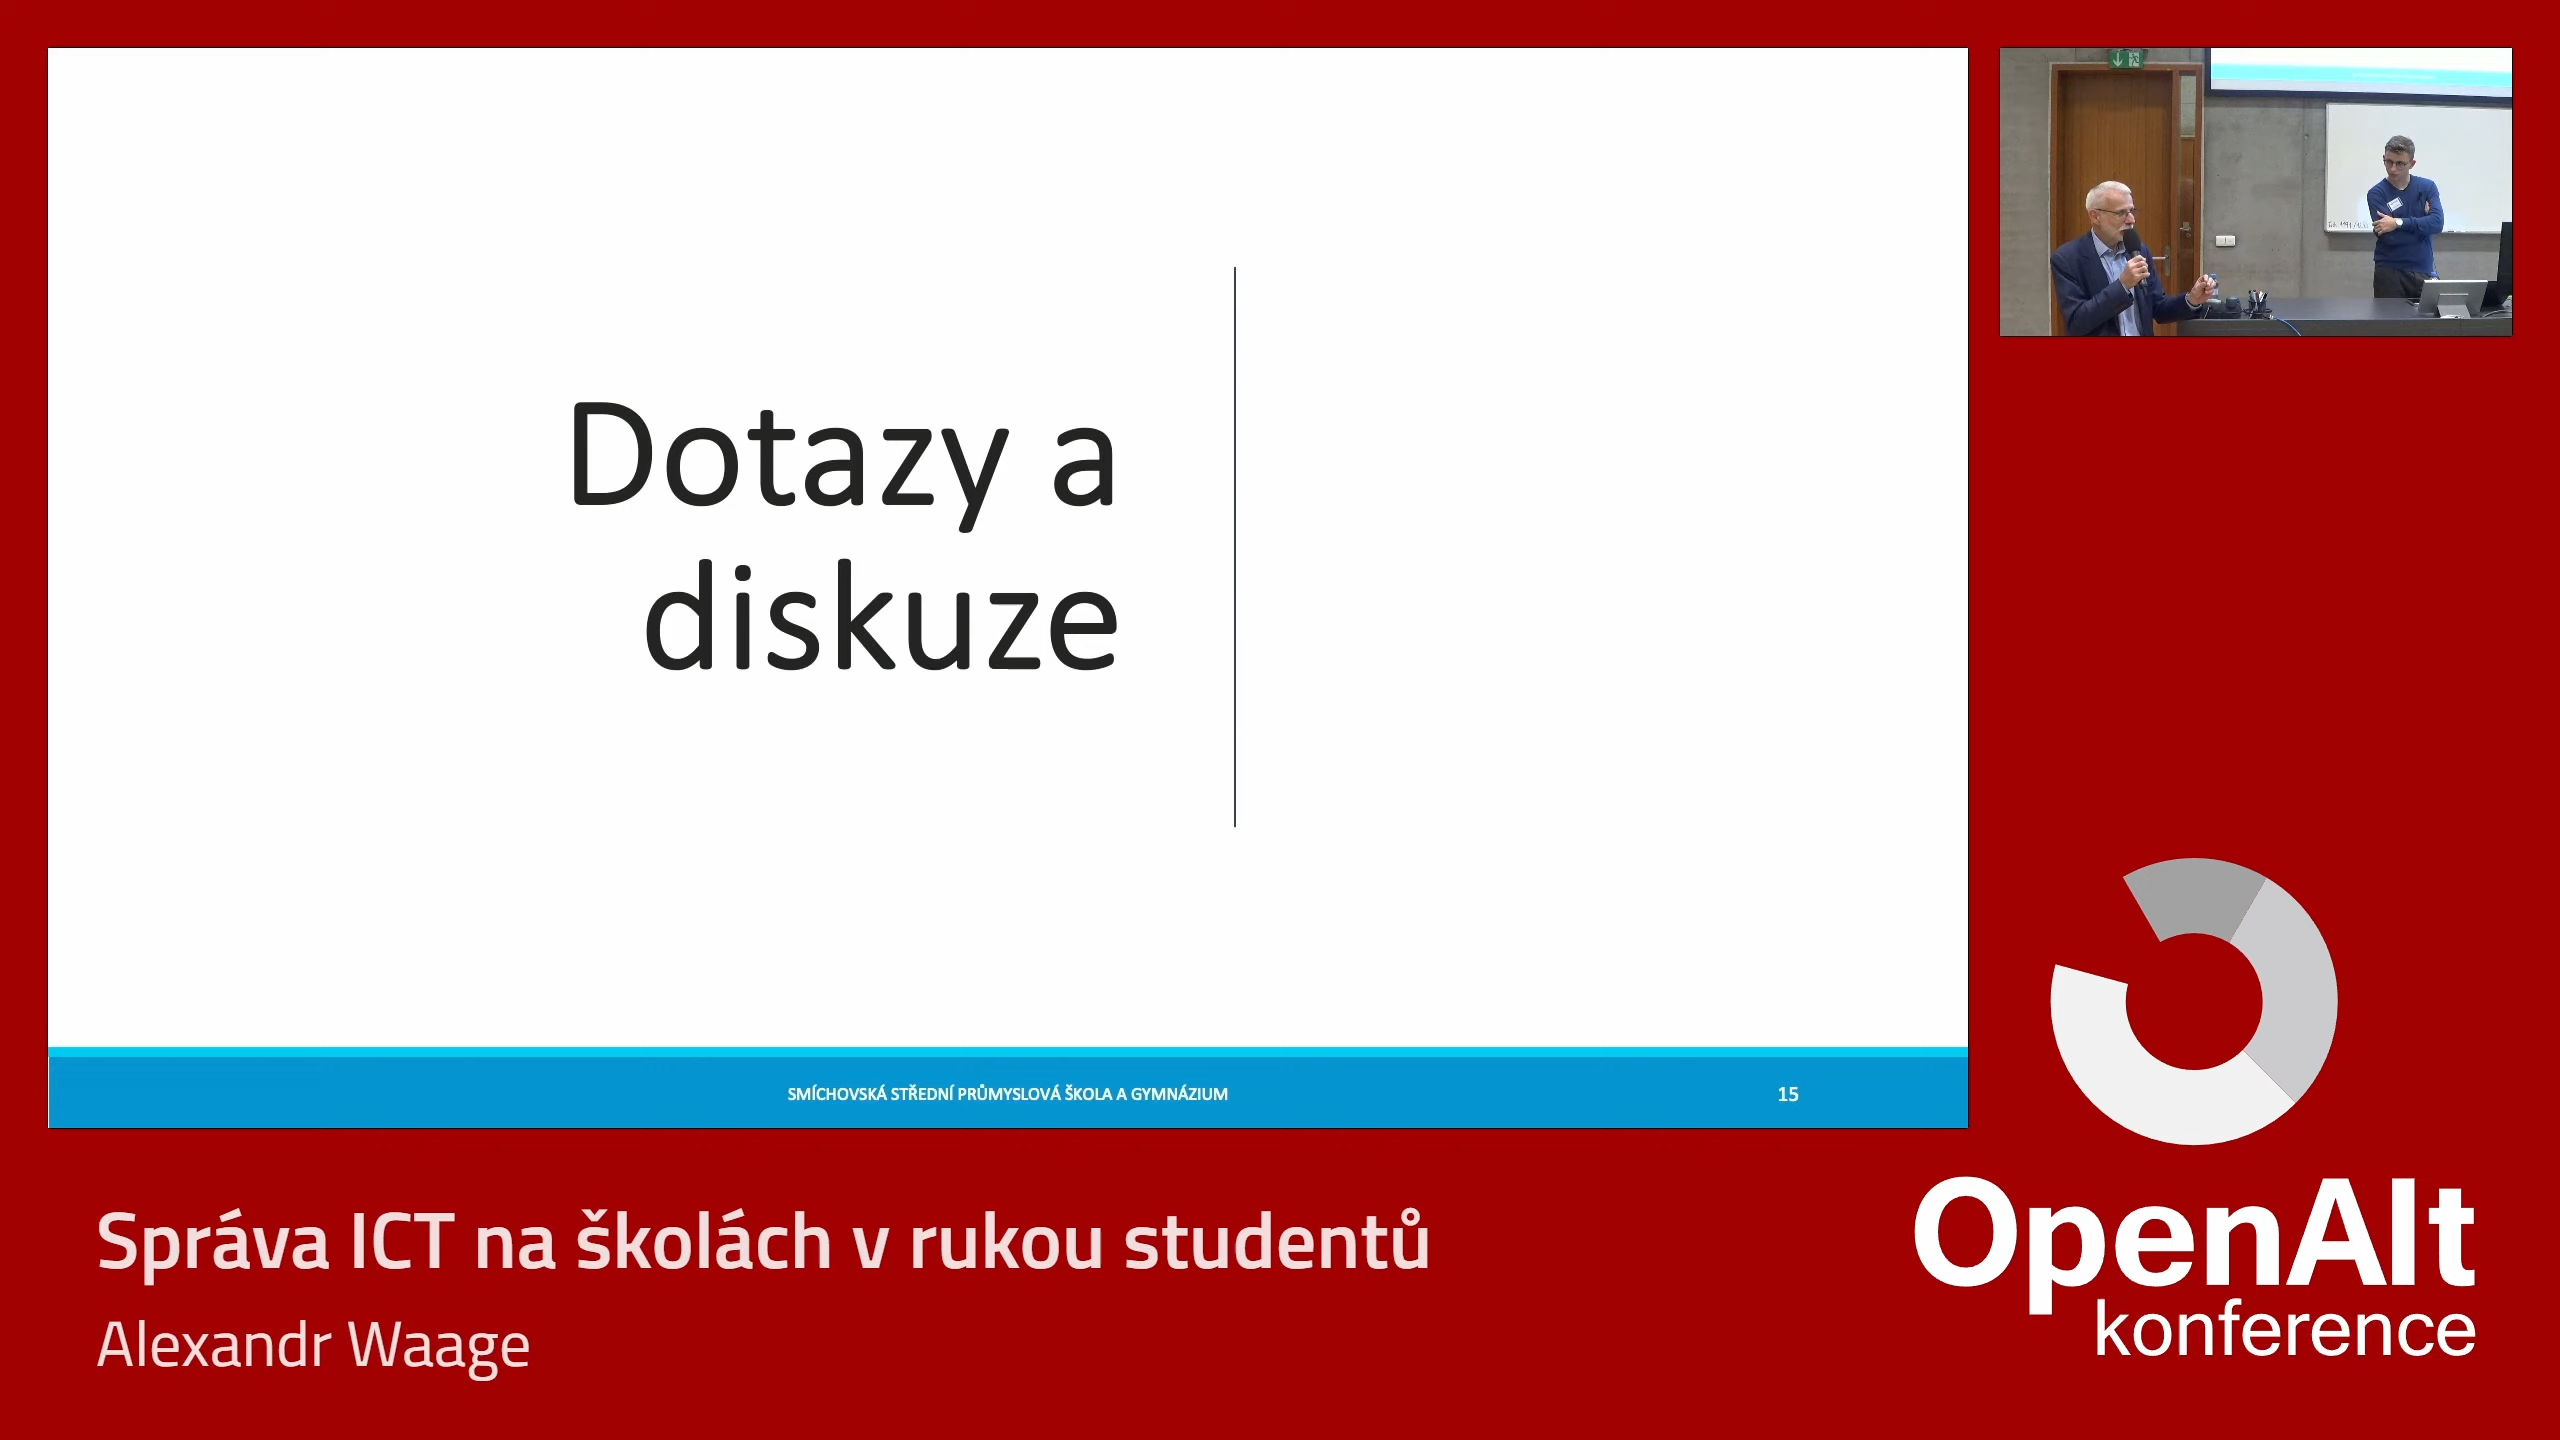 Dotazy a
diskuze
SMÍCHOVSKÁ STŘEDNÍ PRŮMYSLOVÁ ŠKOLA A GYMNÁZIUM
15
Správa ICT na školách v rukou studentů
Alexandr Waage
OpenAlt
konference